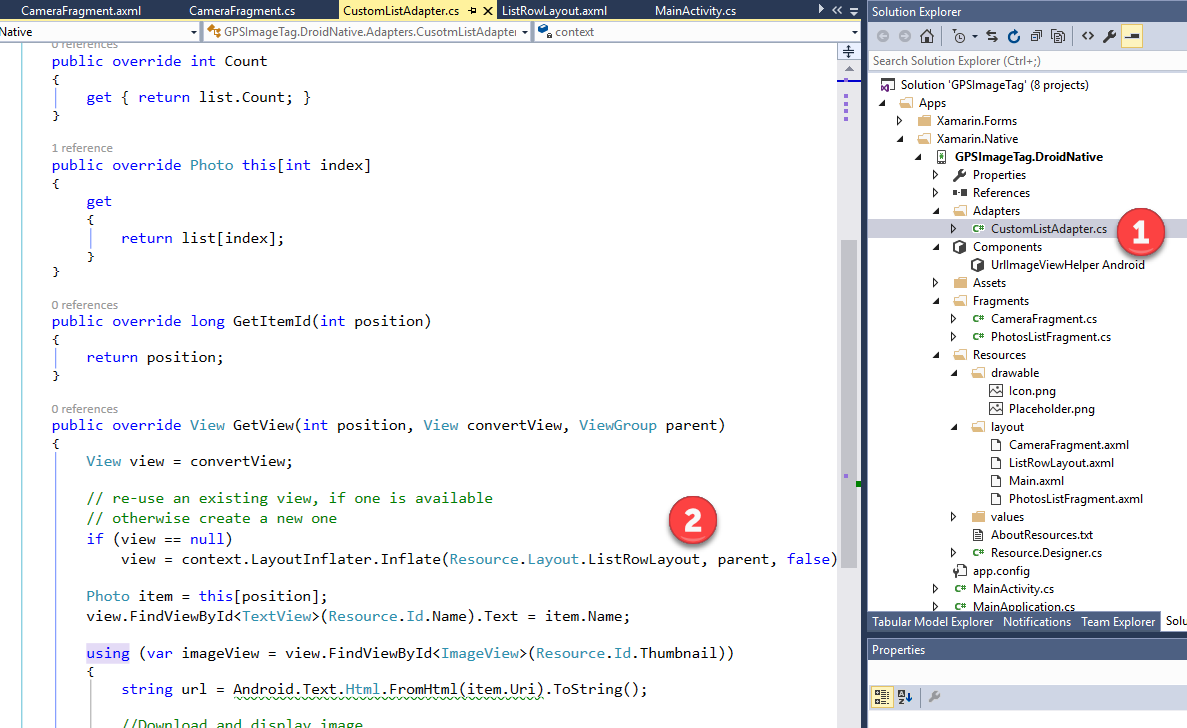 CameraFragment.axml
CameraFragment.cs
CustomListAdapter.cs
ListRowLayout.axml
MainActivity.cs
Native
GPSImageTag.DroidNative.Adapters.CusotmListAdapter
context
0 references
public override int Count
{
get { return list.Count; }
}
1 reference
public override Photo this[int index]
{
get
{
return list[index];
}
}
0 references
public override long GetItemId(int position)
{
return position;
}
0 references
public override View GetView(int position, View convertView, ViewGroup parent)
{
View view = convertView;
// re-use an existing view, if one is available
// otherwise create a new one
if (view == null)
view = context.LayoutInflater.Inflate(Resource.Layout.ListRowLayout, parent, false)
Photo item = this[position];
view.FindViewById<TextView>(Resource.Id.Name).Text = item.Name;
using (var imageView = view.FindViewById<ImageView>(Resource.Id.Thumbnail))
{
string url = Android.Text.Html.FromHtml(item.Uri).ToString();
//Download and display image
2
Solution Explorer
Search Solution Explorer (Ctrl+;)
Solution 'GPSImageTag' (8 projects)
Apps
Xamarin.Forms
Xamarin.Native
GPSImageTag.DroidNative
Properties
References
Adapters
C# CustomListAdapter.cs
1
Components
UrlImageViewHelper Android
Assets
Fragments
C# CameraFragment.cs
C# PhotosListFragment.cs
Resources
drawable
Icon.png
Placeholder.png
layout
CameraFragment.axml
ListRowLayout.axml
Main.axml
PhotosListFragment.axml
values
AboutResources.txt
C# Resource.Designer.cs
app.config
C# MainActivity.cs
C# MainApplication.cs
Tabular Model Explorer Notifications Team Explorer Solu
Properties